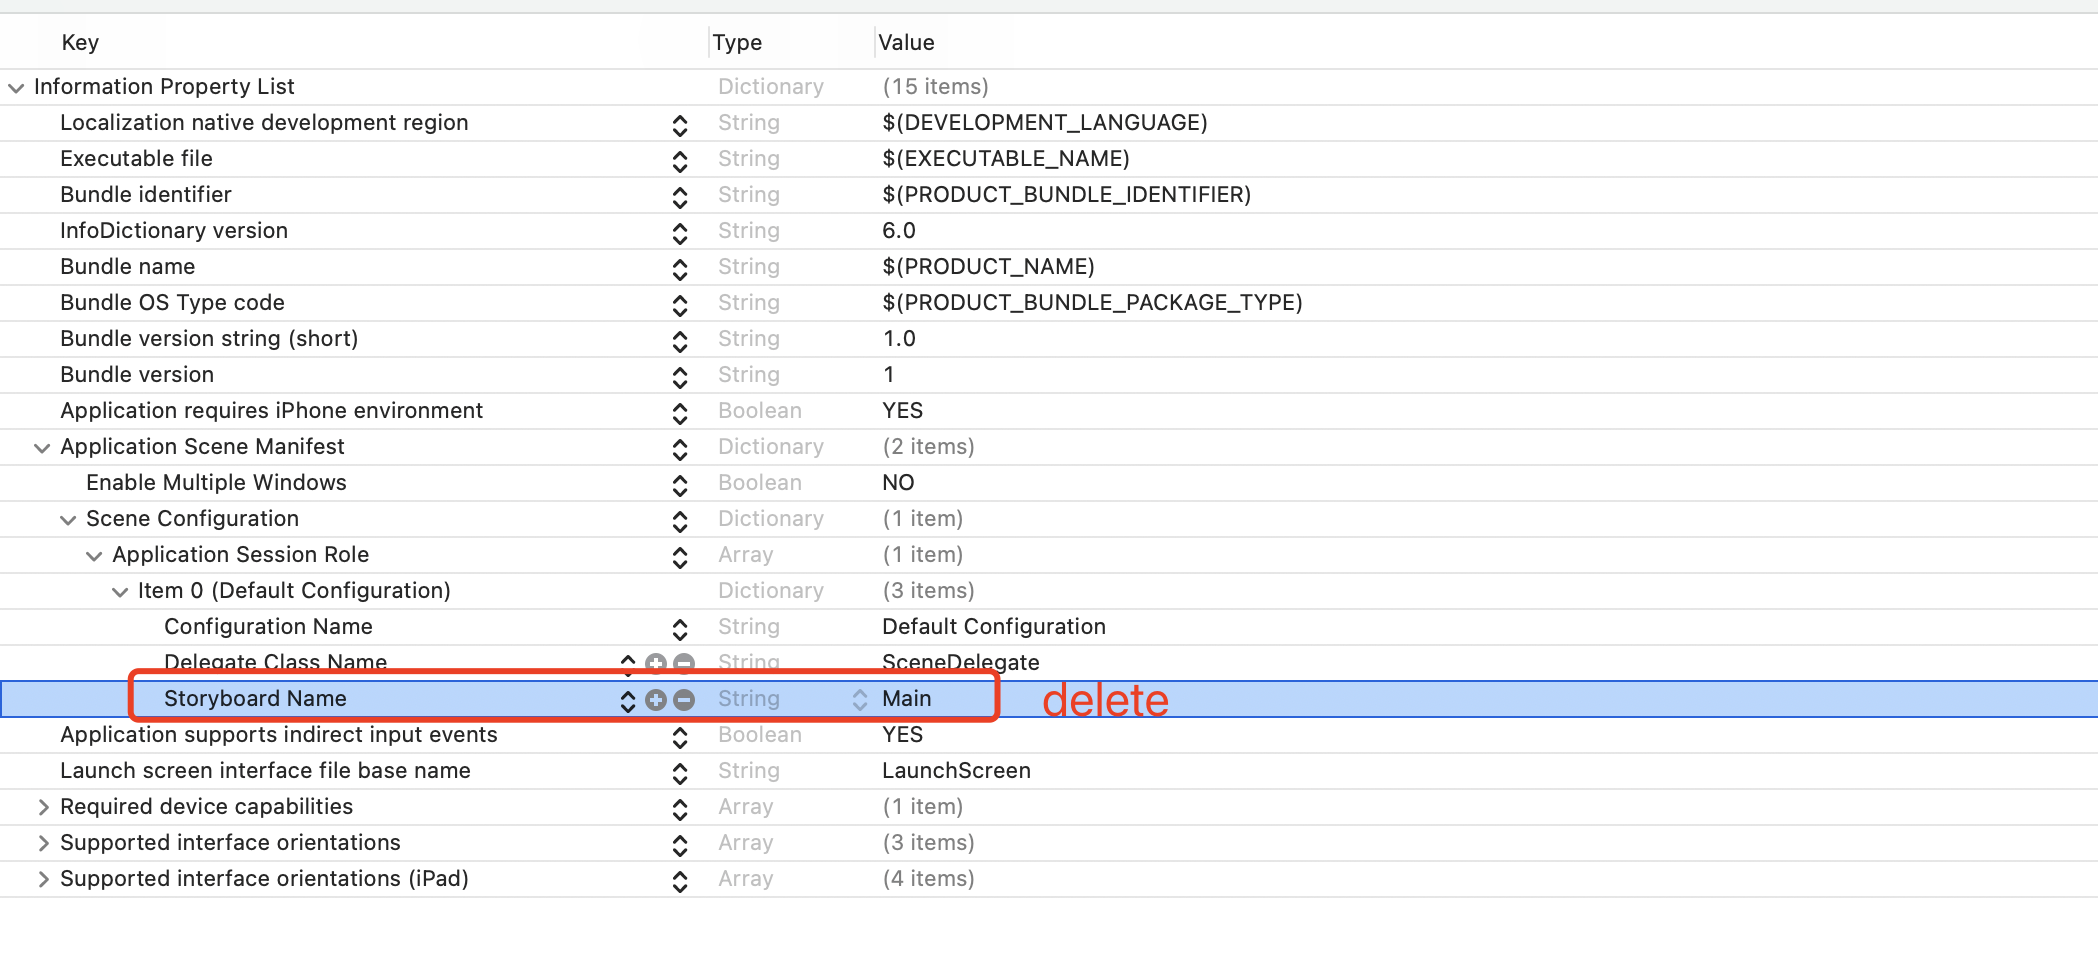 Key Type Value
Information Property List Dictionary (15 items)
Localization native development region String $(DEVELOPMENT_LANGUAGE)
Executable file String $(EXECUTABLE_NAME)
Bundle identifier String $(PRODUCT_BUNDLE_IDENTIFIER)
InfoDictionary version String 6.0
Bundle name String $(PRODUCT_NAME)
Bundle OS Type code String $(PRODUCT_BUNDLE_PACKAGE_TYPE)
Bundle version string (short) String 1.0
Bundle version String 1
Application requires iPhone environment Boolean YES
Application Scene Manifest Dictionary (2 items)
Enable Multiple Windows Boolean NO
Scene Configuration Dictionary (1 item)
Application Session Role Array (1 item)
Item 0 (Default Configuration) Dictionary (3 items)
Configuration Name String Default Configuration
Delegate Class Name String SceneDelegate
Storyboard Name String Main delete
Application supports indirect input events Boolean YES
Launch screen interface file base name String LaunchScreen
Required device capabilities Array (1 item)
Supported interface orientations Array (3 items)
Supported interface orientations (iPad) Array (4 items)